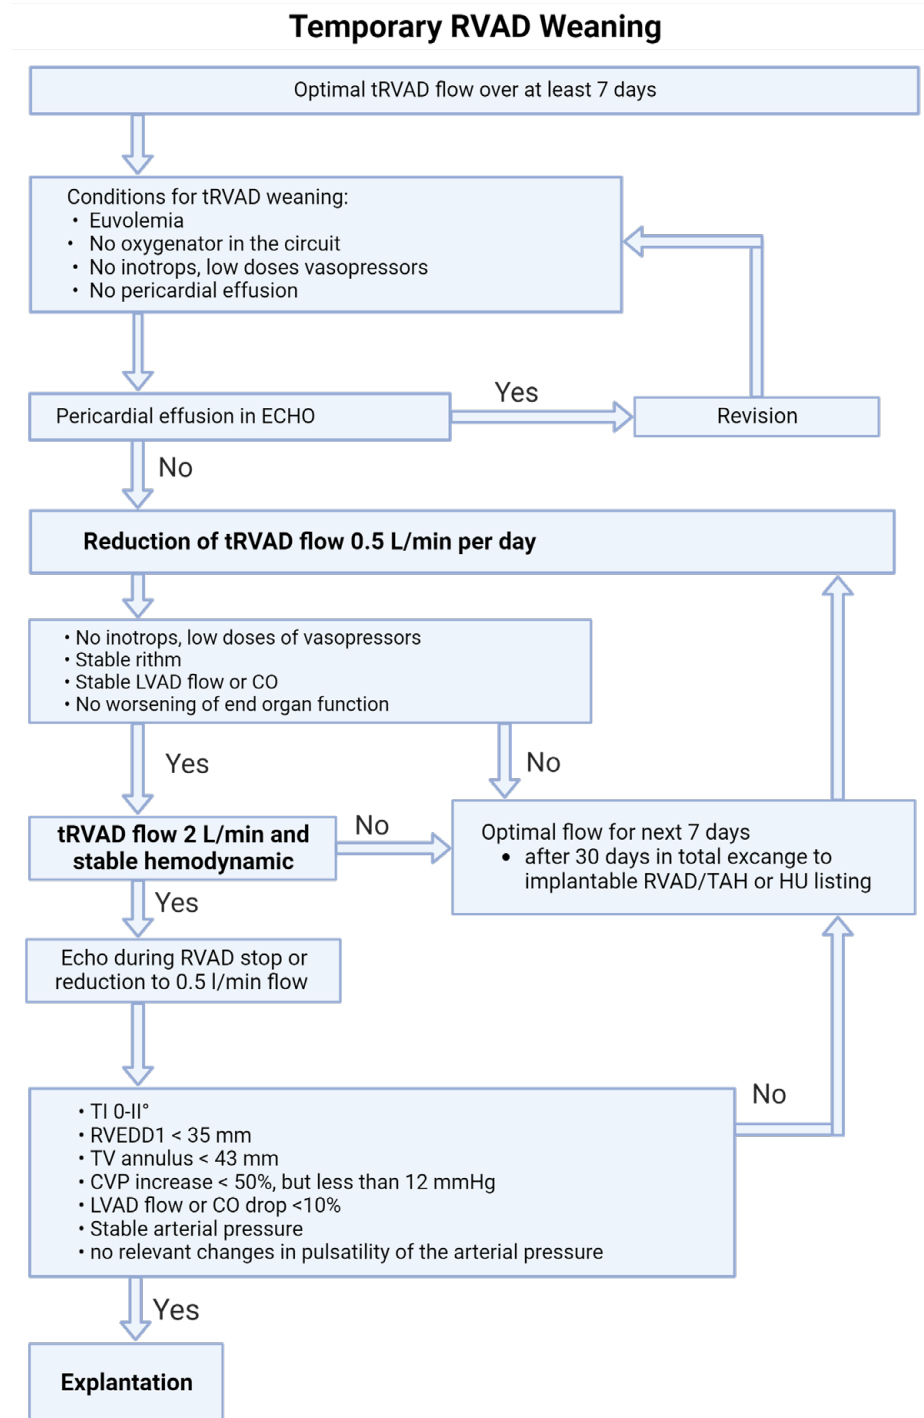 Temporary RVAD Weaning
Optimal tRVAD flow over at least 7 days
Conditions for tRVAD weaning:
• Euvolemia
• No oxygenator in the circuit
• No inotrops, low doses vasopressors
• No pericardial effusion
Pericardial effusion in ECHO
Yes
Revision
No
Reduction of tRVAD flow 0.5 L/min per day
• No inotrops, low doses of vasopressors
• Stable rithm
• Stable LVAD flow or CO
• No worsening of end organ function
Yes
No
tRVAD flow 2 L/min and
stable hemodynamic
No
Optimal flow for next 7 days
• after 30 days in total excange to
implantable RVAD/TAH or HU listing
Yes
Echo during RVAD stop or
reduction to 0.5 l/min flow
• TI 0-II°
• RVEDD1 < 35 mm
• TV annulus < 43 mm
• CVP increase < 50%, but less than 12 mmHg
• LVAD flow or CO drop <10%
• Stable arterial pressure
• no relevant changes in pulsatility of the arterial pressure
No
Yes
Explantation